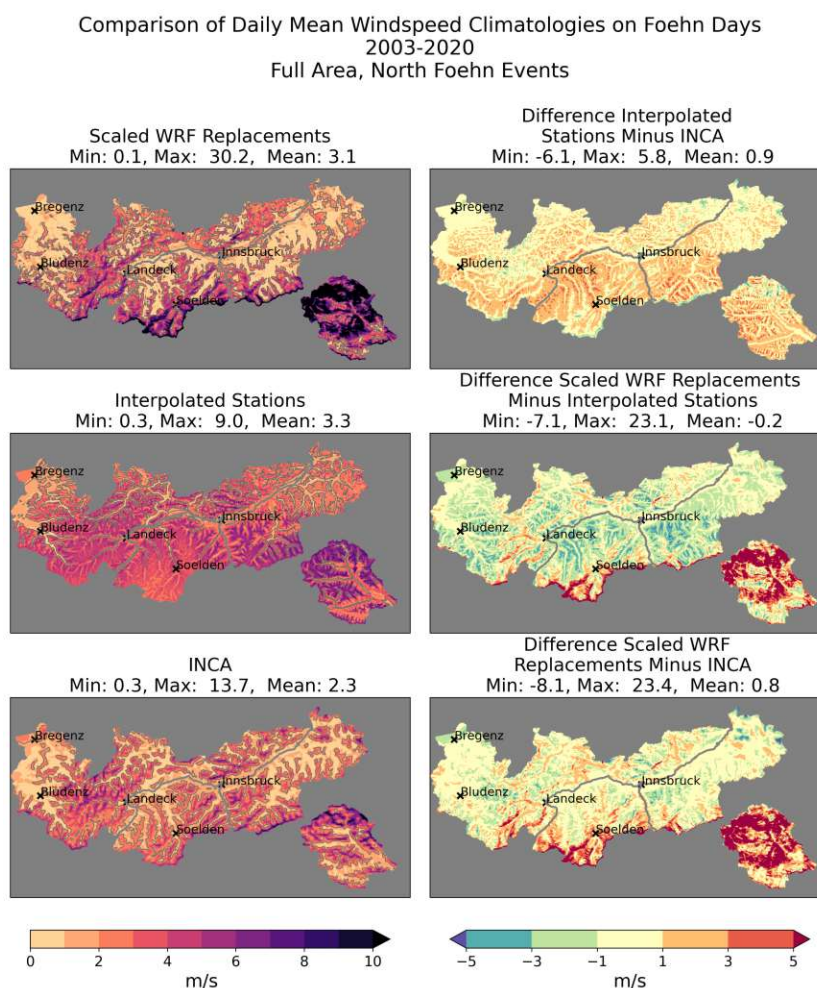 Comparison of Daily Mean Windspeed Climatologies on Foehn Days
2003-2020
Full Area, North Foehn Events
Scaled WRF Replacements
Min: 0.1, Max: 30.2, Mean: 3.1
Bregenz
Bludenz
Landeck
Innsbruck
Soelden
Difference Interpolated
Stations Minus INCA
Min: -6.1, Max: 5.8, Mean: 0.9
Bregenz
Bludenz
Landeck
Innsbruck
Soelden
Interpolated Stations
Min: 0.3, Max: 9.0, Mean: 3.3
Bregenz
Bludenz
Landeck
Innsbruck
Soelden
Difference Scaled WRF Replacements
Minus Interpolated Stations
Min: -7.1, Max: 23.1, Mean: -0.2
Bregenz
Bludenz
Landeck
Innsbruck
Soelden
INCA
Min: 0.3, Max: 13.7, Mean: 2.3
Bregenz
Bludenz
Landeck
Innsbruck
Soelden
Difference Scaled WRF
Replacements Minus INCA
Min: -8.1, Max: 23.4, Mean: 0.8
Bregenz
Bludenz
Landeck
Innsbruck
Soelden
0 2 4 6 8 10
m/s
−5 −3 −1 1 3 5
m/s